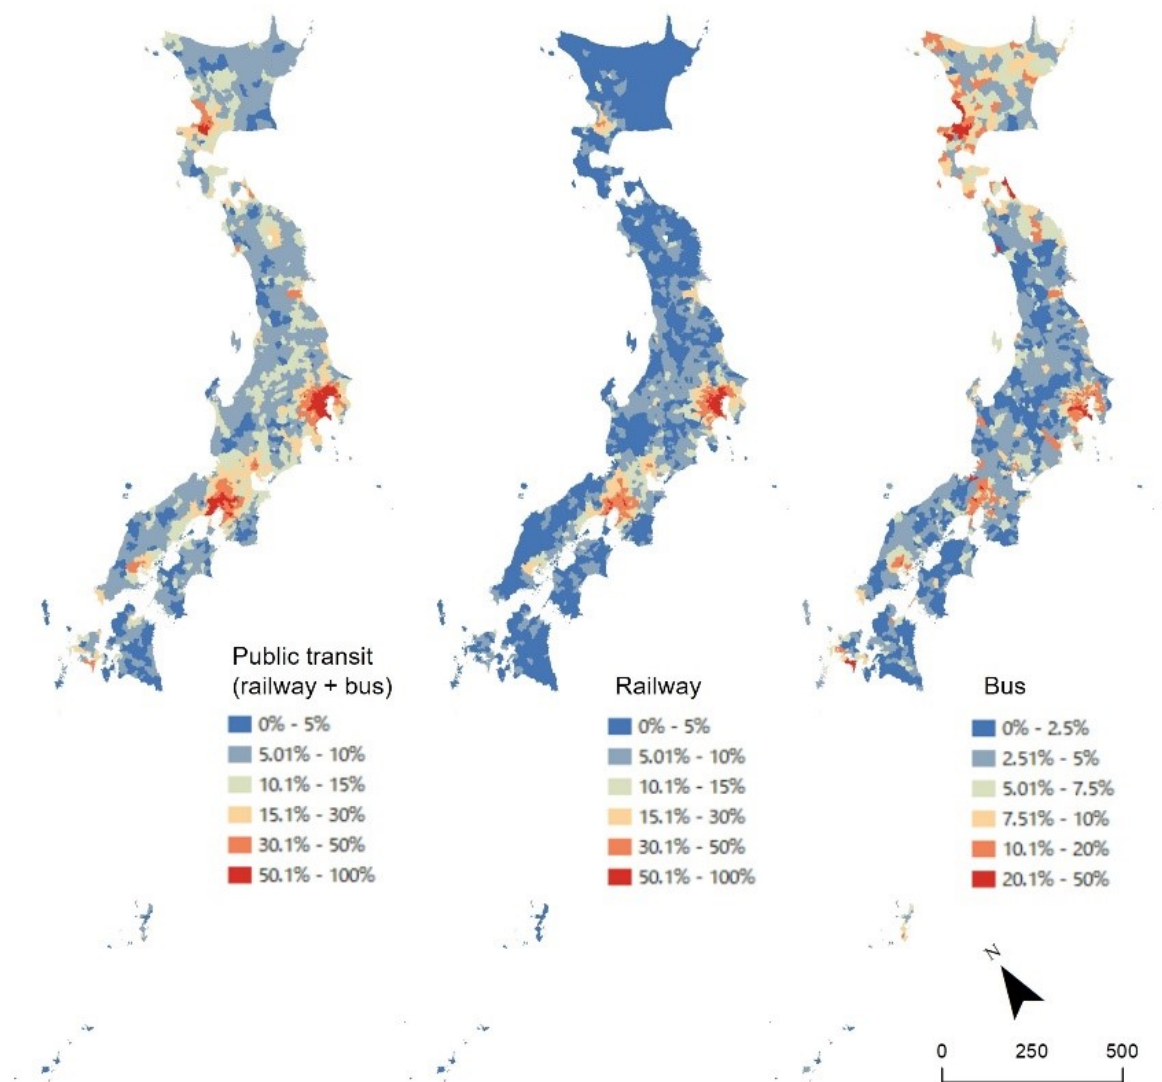 Public transit
(railway + bus)
0% - 5%
5.01% - 10%
10.1% - 15%
15.1% - 30%
30.1% - 50%
50.1% - 100%
Railway
0% - 5%
5.01% - 10%
10.1% - 15%
15.1% - 30%
30.1% - 50%
50.1% - 100%
Bus
0% - 2.5%
2.51% - 5%
5.01% - 7.5%
7.51% - 10%
10.1% - 20%
20.1% - 50%
N
0 250 500